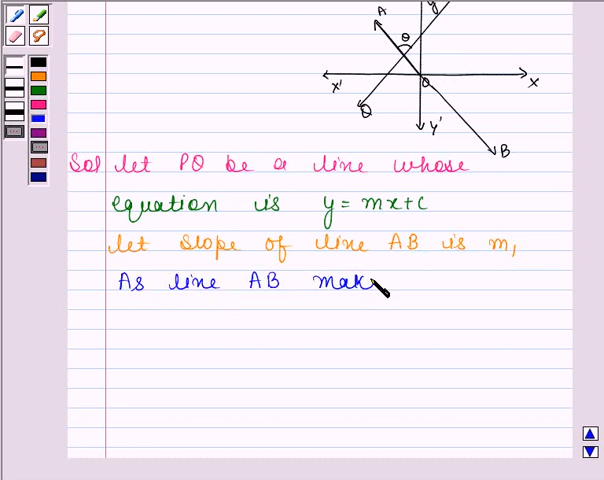 A
y
θ
X'
O
X
Q
y'
B
Sol let PQ be a line whose
equation is y = mx+c
let slope of line AB is m₁
As line AB mak